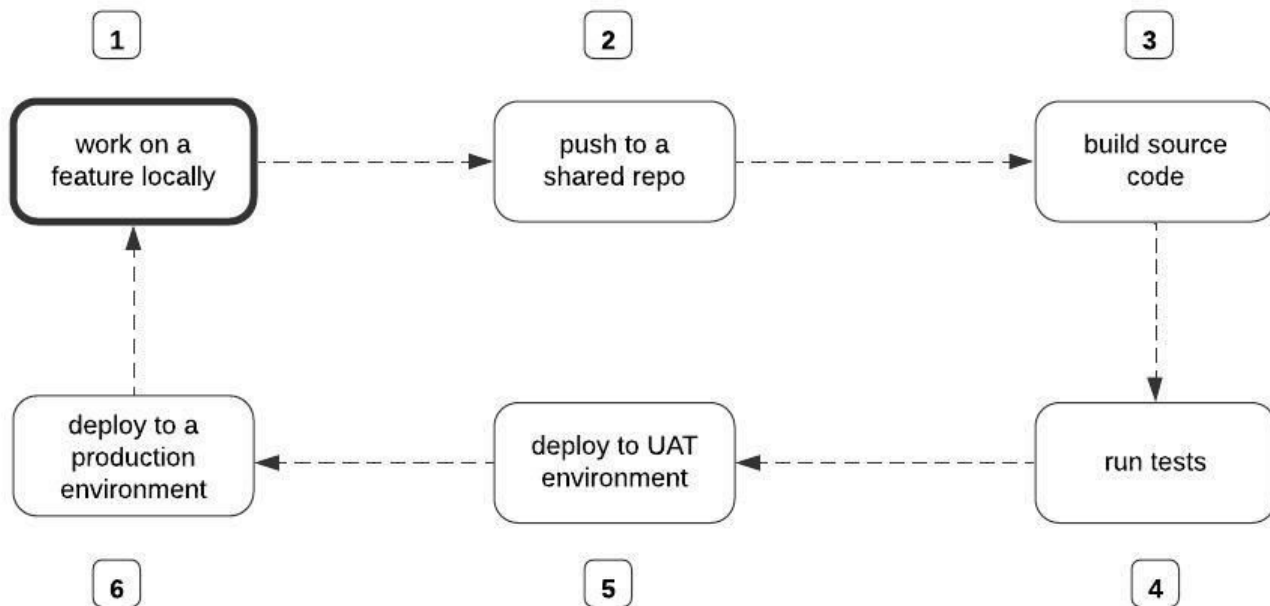 1
2
3
work on a
feature locally
push to a
shared repo
build source
code
deploy to a
production
environment
deploy to UAT
environment
run tests
6
5
4